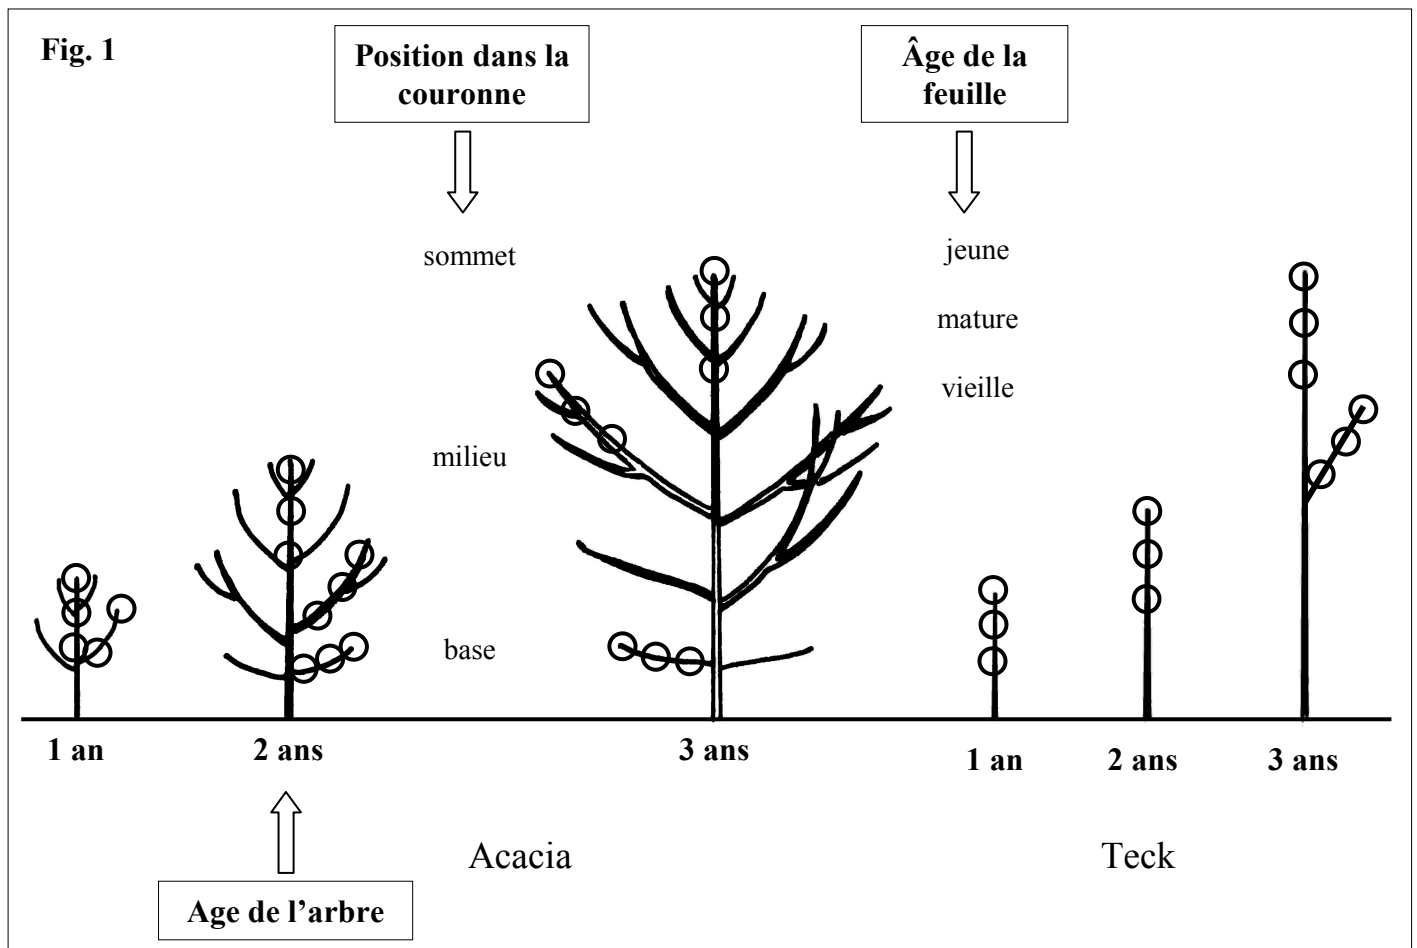 Fig. 1
Position dans la
couronne
Âge de la
feuille
sommet
jeune
mature
vieille
milieu
base
1 an
2 ans
3 ans
1 an
2 ans
3 ans
Acacia
Teck
Age de l’arbre